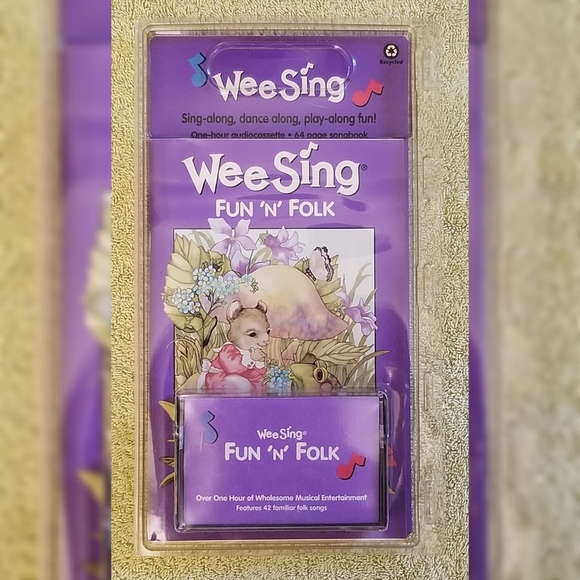 Wee Sing
Recycled
Sing-along, dance along, play-along fun!
One-hour audiocassette • 64 page songbook
Wee Sing®
FUN 'N' FOLK
Wee Sing®
FUN 'N' FOLK
Over One Hour of Wholesome Musical Entertainment
Features 42 familiar folk songs